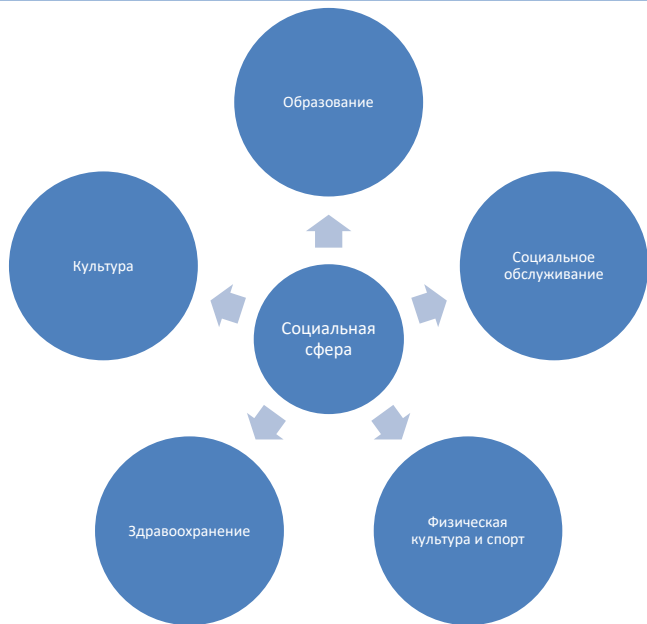 Образование
Социальное
обслуживание
Культура
Социальная
сфера
Физическая
культура и спорт
Здравоохранение